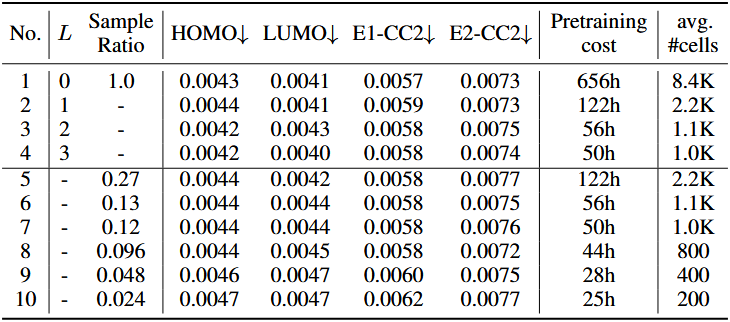 No. L Sample Ratio HOMO↓ LUMO↓ E1-CC2↓ E2-CC2↓ Pretraining cost avg. #cells
1 0 1.0 0.0043 0.0041 0.0057 0.0073 656h 8.4K
2 1 - 0.0044 0.0041 0.0059 0.0073 122h 2.2K
3 2 - 0.0042 0.0043 0.0058 0.0075 56h 1.1K
4 3 - 0.0042 0.0040 0.0058 0.0074 50h 1.0K
5 - 0.27 0.0044 0.0042 0.0058 0.0077 122h 2.2K
6 - 0.13 0.0044 0.0044 0.0058 0.0075 56h 1.1K
7 - 0.12 0.0044 0.0044 0.0058 0.0076 50h 1.0K
8 - 0.096 0.0044 0.0045 0.0058 0.0072 44h 800
9 - 0.048 0.0046 0.0047 0.0060 0.0075 28h 400
10 - 0.024 0.0047 0.0047 0.0062 0.0077 25h 200